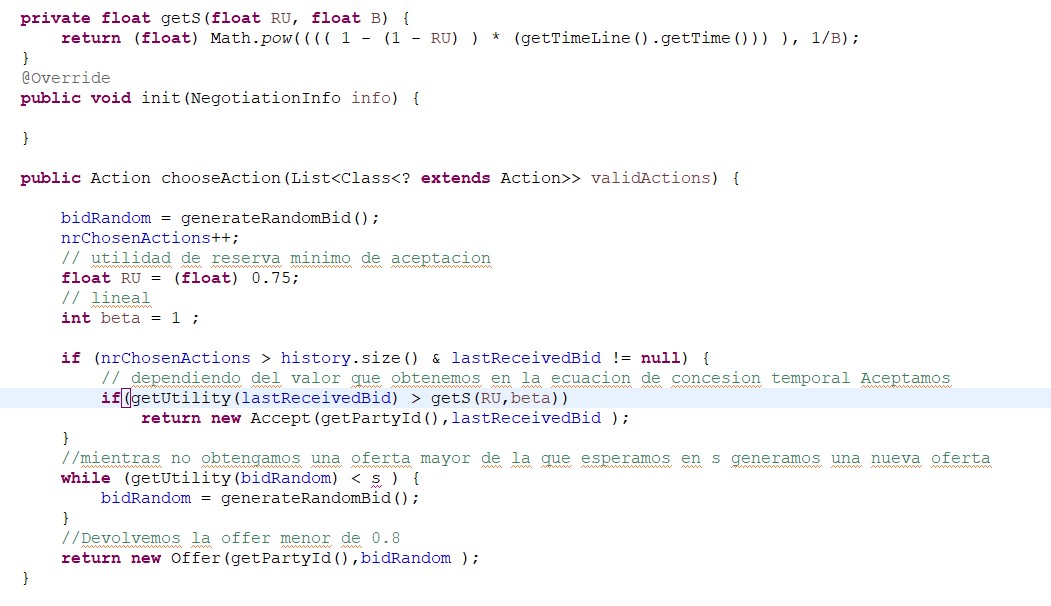 private float getS(float RU, float B) {
    return (float) Math.pow(((( 1 - (1 - RU) ) * (getTimeLine().getTime())) ), 1/B);
}
@Override
public void init(NegotiationInfo info) {
}
public Action chooseAction(List<Class<? extends Action>> validActions) {
    bidRandom = generateRandomBid();
    nrChosenActions++;
    // utilidad de reserva minimo de aceptacion
    float RU = (float) 0.75;
    // lineal
    int beta = 1 ;
    if (nrChosenActions > history.size() & lastReceivedBid != null) {
        // dependiendo del valor que obtenemos en la ecuacion de concesion temporal Aceptamos
        if(getUtility(lastReceivedBid) > getS(RU,beta))
            return new Accept(getPartyId(),lastReceivedBid );
    }
    //mientras no obtengamos una oferta mayor de la que esperamos en s generamos una nueva oferta
    while (getUtility(bidRandom) < s ) {
        bidRandom = generateRandomBid();
    }
    //Devolvemos la offer menor de 0.8
    return new Offer(getPartyId(),bidRandom );
}